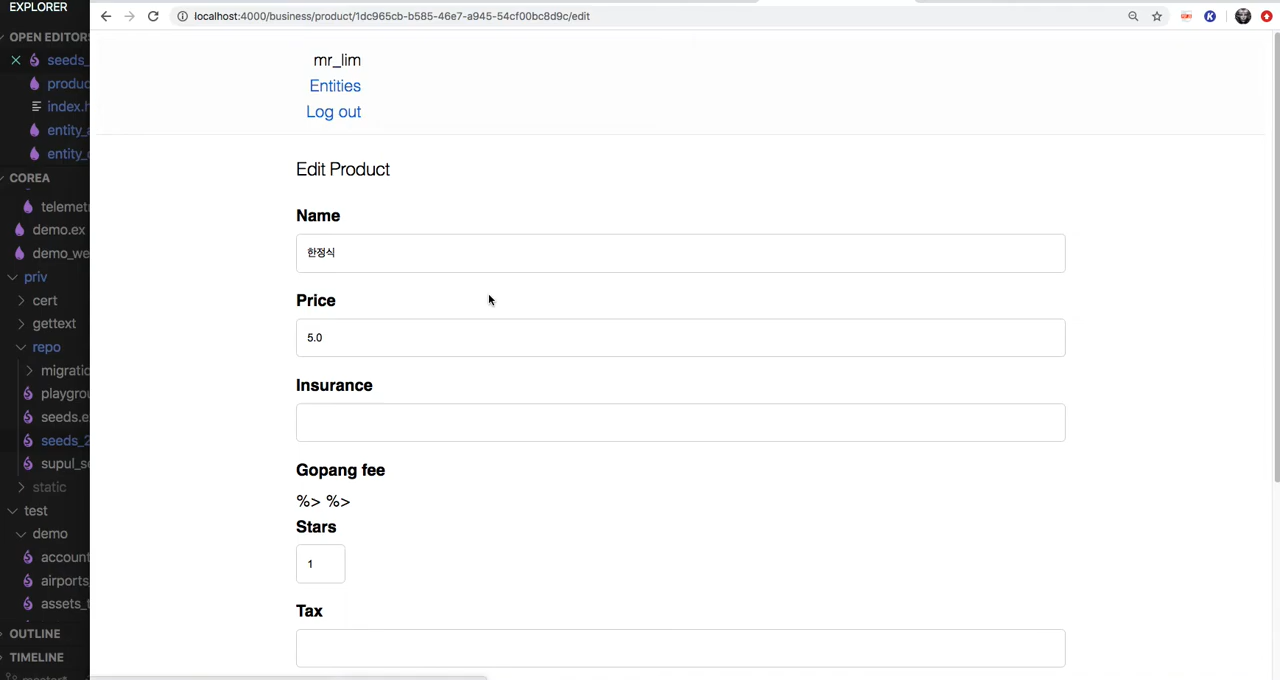 EXPLORER
localhost:4000/business/product/1dc965cb-b585-46e7-a945-54cf00bc8d9c/edit
OPEN EDITORS
seeds_
produc
index.h
entity_a
entity_c
COREA
telemet
demo.ex
demo_we
priv
cert
gettext
repo
migratio
playgrou
seeds.e
seeds_2
supul_s
static
test
demo
account
airports
assets_t
OUTLINE
TIMELINE
mr_lim
Entities
Log out
Edit Product
Name
한정식
Price
5.0
Insurance
Gopang fee
%> %>
Stars
1
Tax